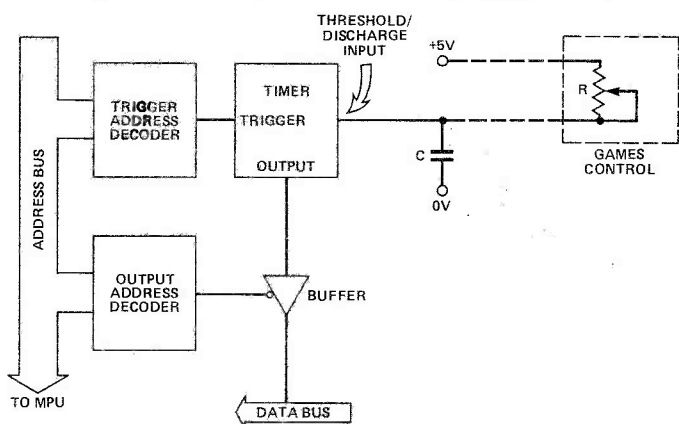 THRESHOLD/
DISCHARGE
INPUT
+5V
TRIGGER
ADDRESS
DECODER
TIMER
TRIGGER
OUTPUT
R
GAMES
CONTROL
C
0V
ADDRESS BUS
OUTPUT
ADDRESS
DECODER
BUFFER
TO MPU
DATA BUS